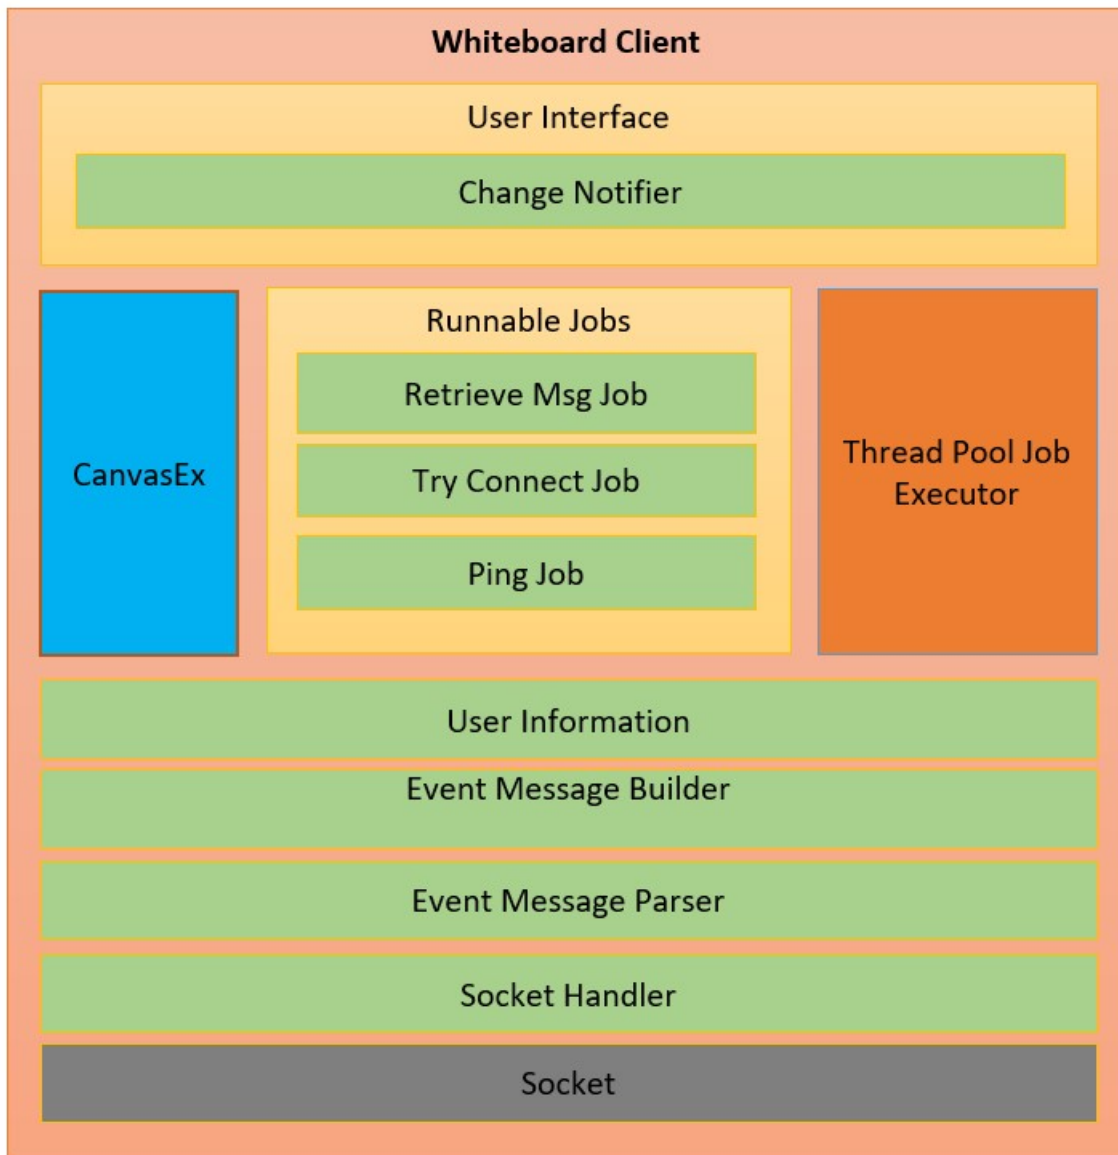 Whiteboard Client
User Interface
Change Notifier
CanvasEx
Runnable Jobs
Retrieve Msg Job
Try Connect Job
Ping Job
Thread Pool Job
Executor
User Information
Event Message Builder
Event Message Parser
Socket Handler
Socket